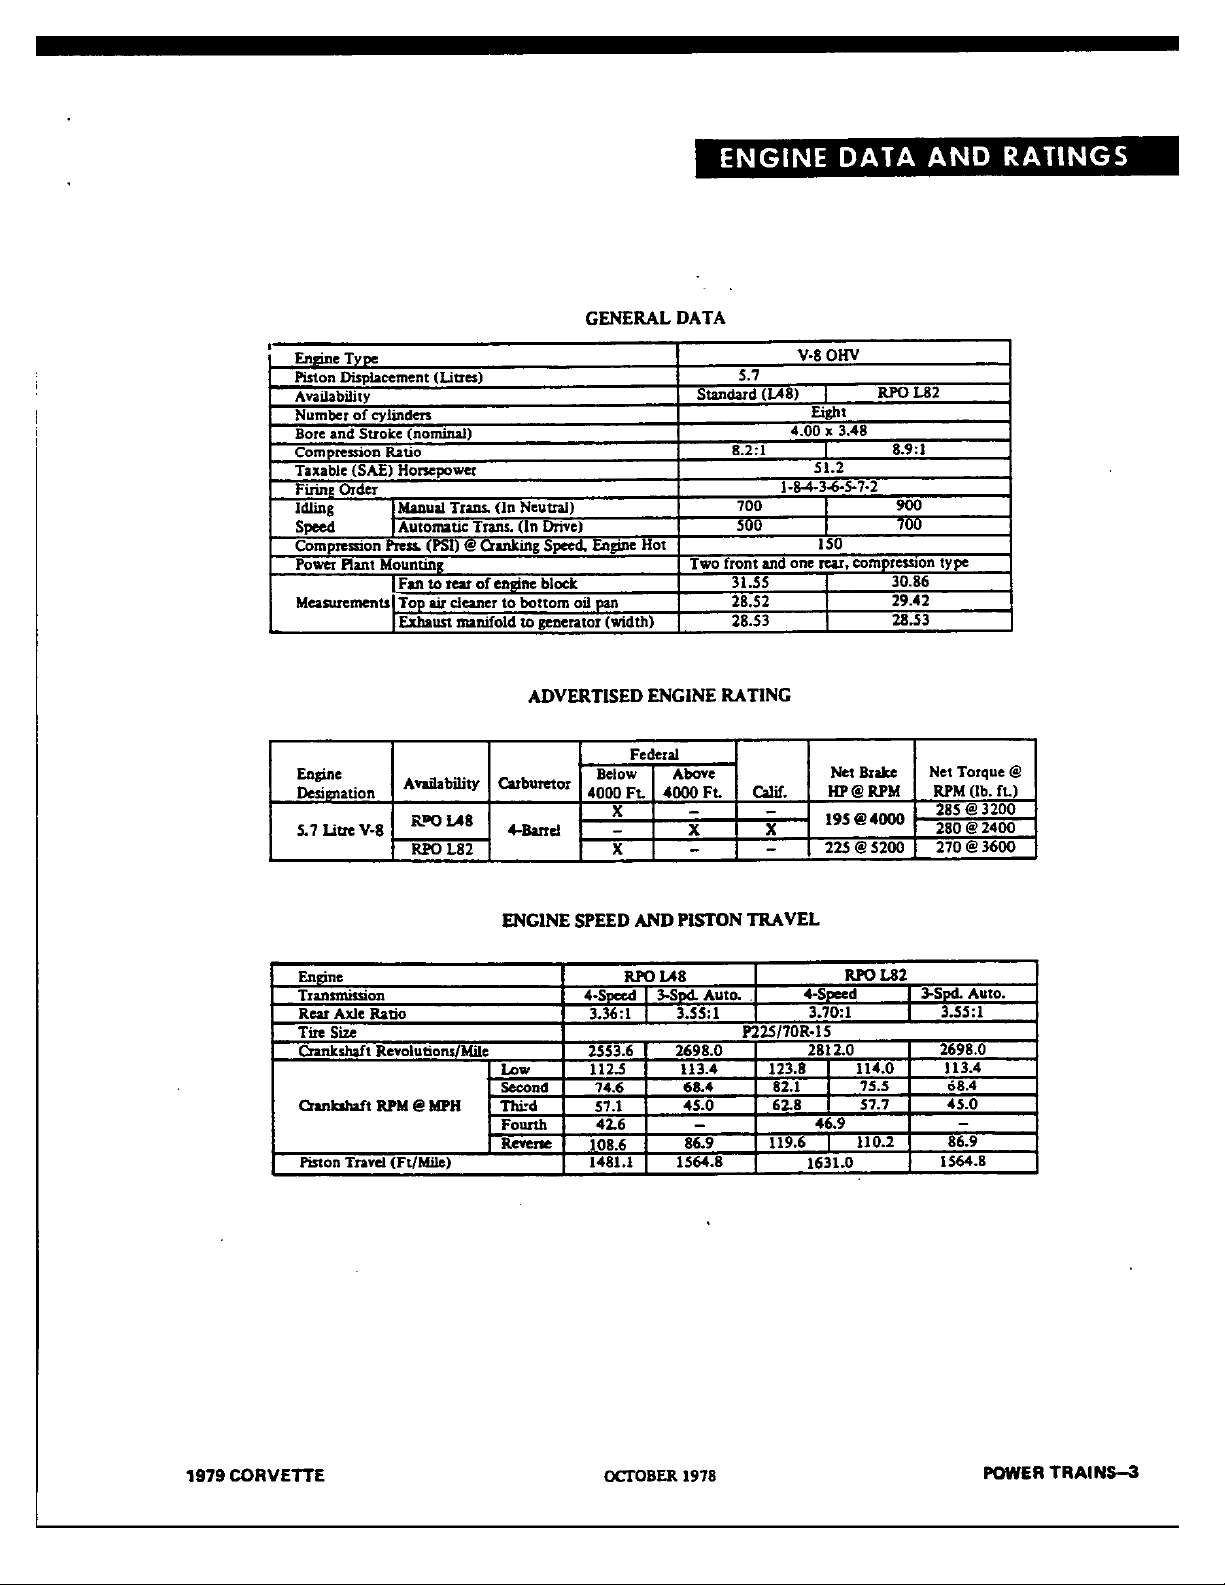 ENGINE DATA AND RATINGS
GENERAL DATA
Engine Type V-8 OHV
Piston Displacement (Litres) 5.7
Availability Standard (L48) RPO L82
Number of cylinders Eight
Bore and Stroke (nominal) 4.00 x 3.48
Compression Ratio 8.2:1 8.9:1
Taxable (SAE) Horsepower 51.2
Firing Order 1-8-4-3-6-5-7-2
Idling Manual Trans. (In Neutral) 700 900
Speed Automatic Trans. (In Drive) 500 700
Compression Press. (PSI) @ Cranking Speed, Engine Hot 150
Power Plant Mounting Two front and one rear, compression type
Fan to rear of engine block 31.55 30.86
Measurements Top air cleaner to bottom oil pan 28.52 29.42
Exhaust manifold to generator (width) 28.53 28.53
ADVERTISED ENGINE RATING
Federal
Engine Availability Carburetor Below Above Net Brake Net Torque @
Designation 4000 Ft. 4000 Ft. Calif. HP @ RPM RPM (lb. ft.)
X – – 285 @ 3200
5.7 Litre V-8 RPO L48 4-Barrel – X X 195 @ 4000 280 @ 2400
RPO L82 X – – 225 @ 5200 270 @ 3600
ENGINE SPEED AND PISTON TRAVEL
Engine RPO L48 RPO L82
Transmission 4-Speed 3-Spd. Auto. 4-Speed 3-Spd. Auto.
Rear Axle Ratio 3.36:1 3.55:1 3.70:1 3.55:1
Tire Size P225/70R-15
Crankshaft Revolutions/Mile 2553.6 2698.0 2812.0 2698.0
Low 112.5 113.4 123.8 114.0 113.4
Second 74.6 68.4 82.1 75.5 68.4
Crankshaft RPM @ MPH Third 57.1 45.0 62.8 57.7 45.0
Fourth 42.6 – 46.9 –
Reverse 108.6 86.9 119.6 110.2 86.9
Piston Travel (Ft/Mile) 1481.1 1564.8 1631.0 1564.8
1979 CORVETTE OCTOBER 1978 POWER TRAINS–3